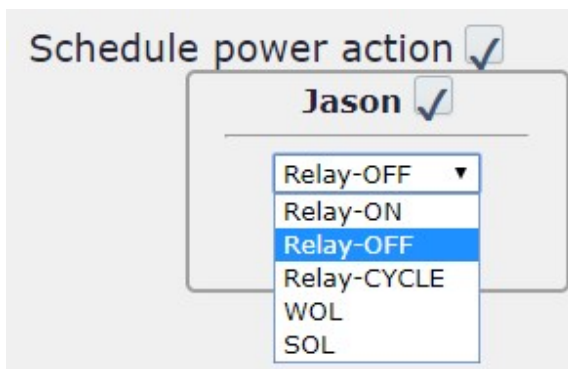 Schedule power action
Jason
Relay-OFF
Relay-ON
Relay-OFF
Relay-CYCLE
WOL
SOL